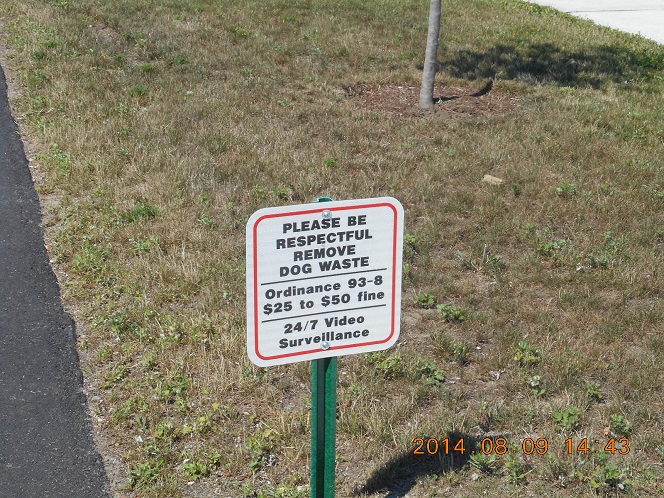 PLEASE BE
RESPECTFUL
REMOVE
DOG WASTE
Ordinance 93-8
$25 to $50 fine
24/7 Video
Surveillance
2014.08.09 14:43